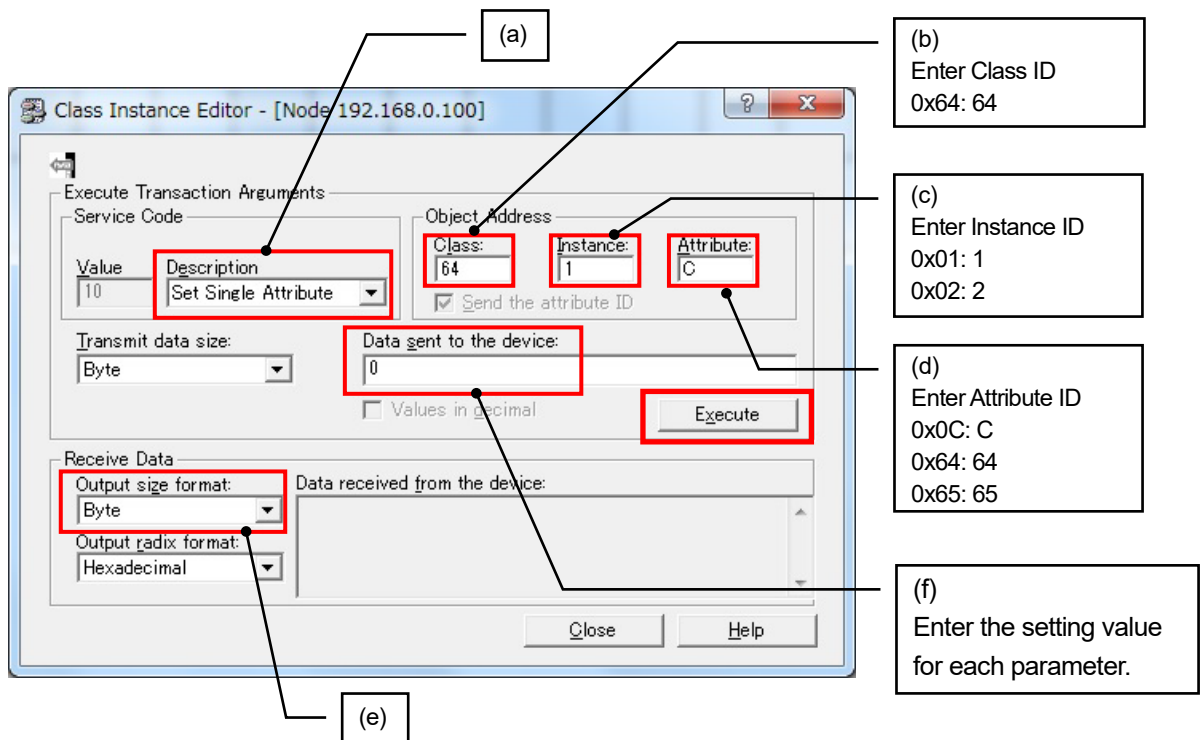 (a)
(b)
Enter Class ID
0x64: 64
Class Instance Editor - [Node 192.168.0.100]
Execute Transaction Arguments
Service Code
Object Address
Value
Description
Class:
Instance:
Attribute:
10
Set Single Attribute
64
1
C
Send the attribute ID
(c)
Enter Instance ID
0x01: 1
0x02: 2
Transmit data size:
Data sent to the device:
Byte
0
Values in decimal
Execute
(d)
Enter Attribute ID
0x0C: C
0x64: 64
0x65: 65
Receive Data
Output size format:
Data received from the device:
Byte
Output radix format:
Hexadecimal
Close
Help
(f)
Enter the setting value
for each parameter.
(e)